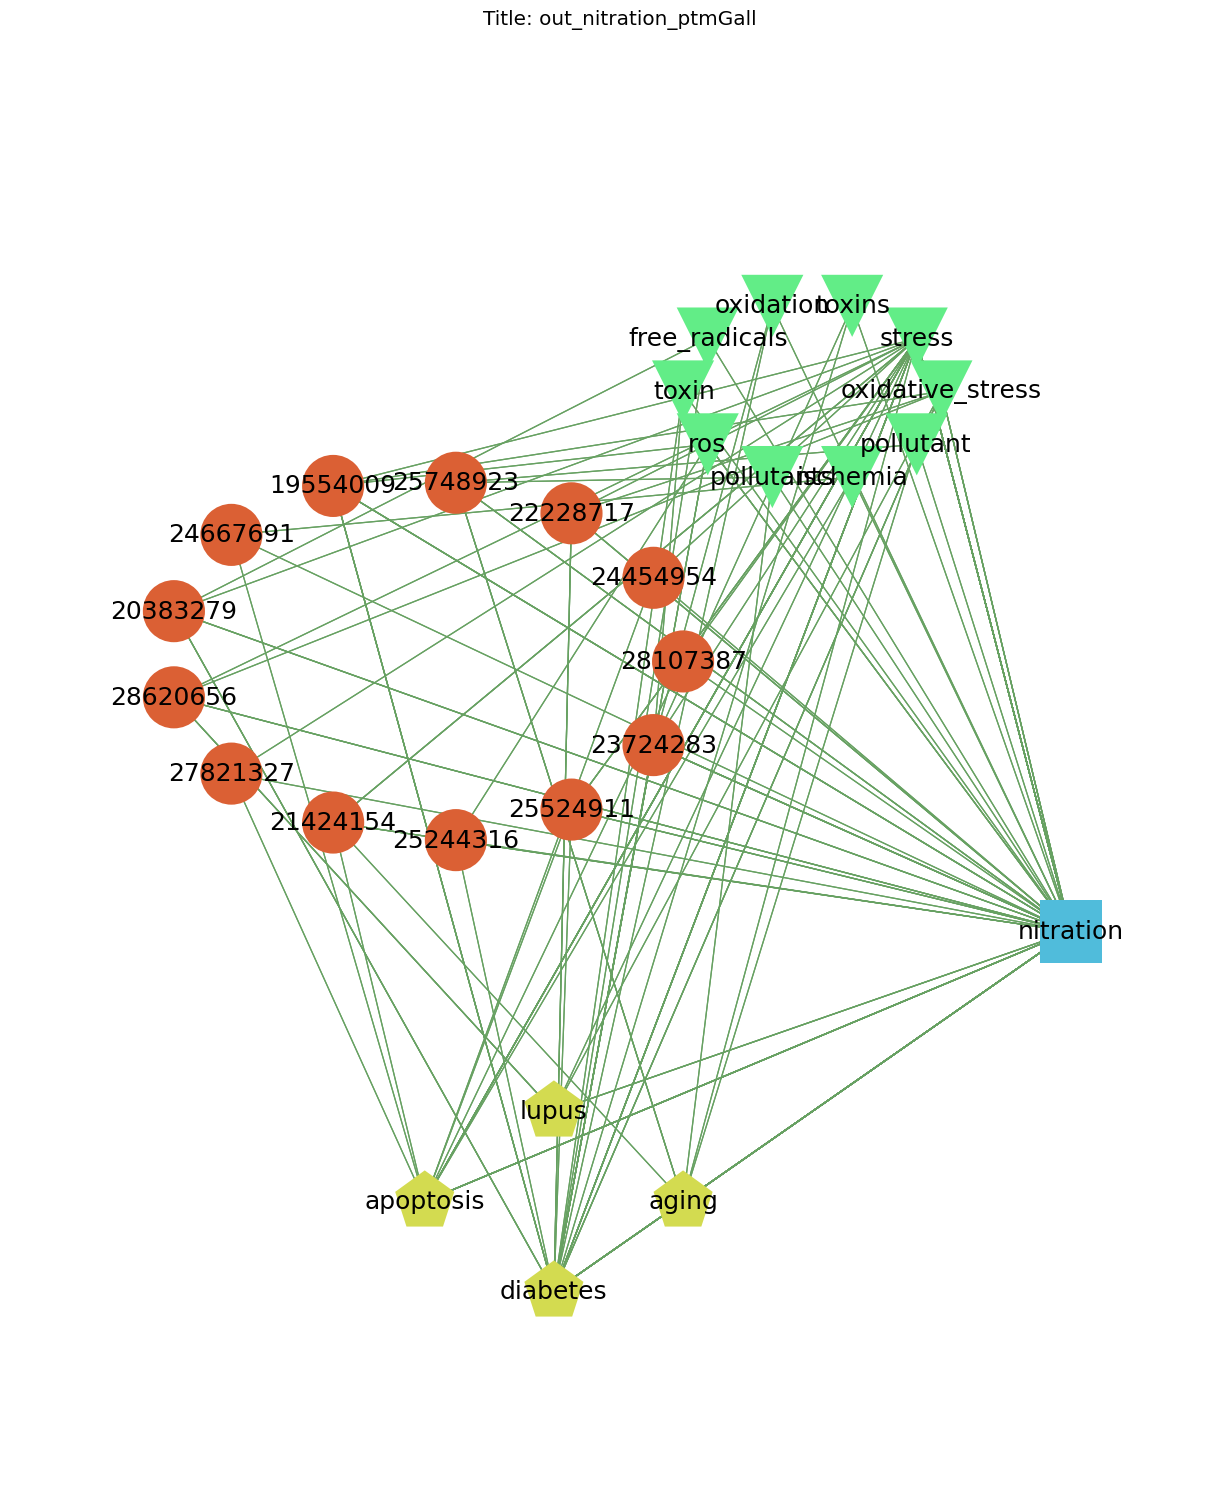 Title: out_nitration_ptmGall
oxidation
toxins
free_radicals
stress
toxin
oxidative_stress
ros
pollutant
pollutants
ischemia
19554009
25748923
22228717
24667691
24454954
20383279
28107387
28620656
23724283
27821327
25524911
21424154
25244316
nitration
lupus
apoptosis
aging
diabetes